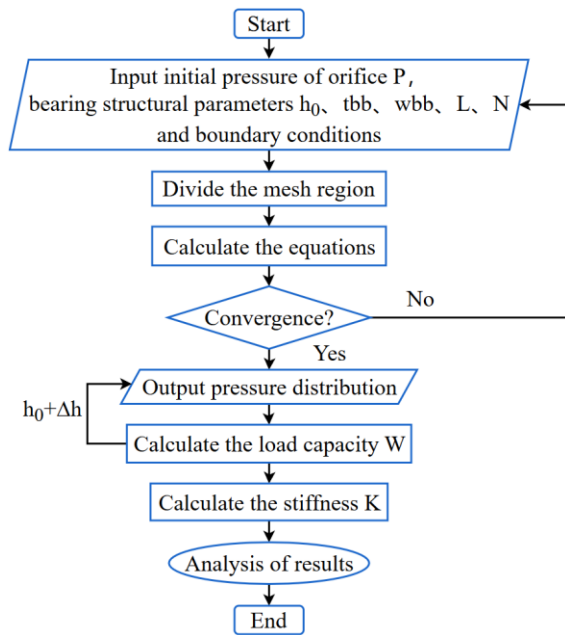 Start
Input initial pressure of orifice P,
bearing structural parameters h₀、tbb、wbb、L、N
and boundary conditions
Divide the mesh region
Calculate the equations
Convergence?
No
Yes
Output pressure distribution
h₀+Δh
Calculate the load capacity W
Calculate the stiffness K
Analysis of results
End